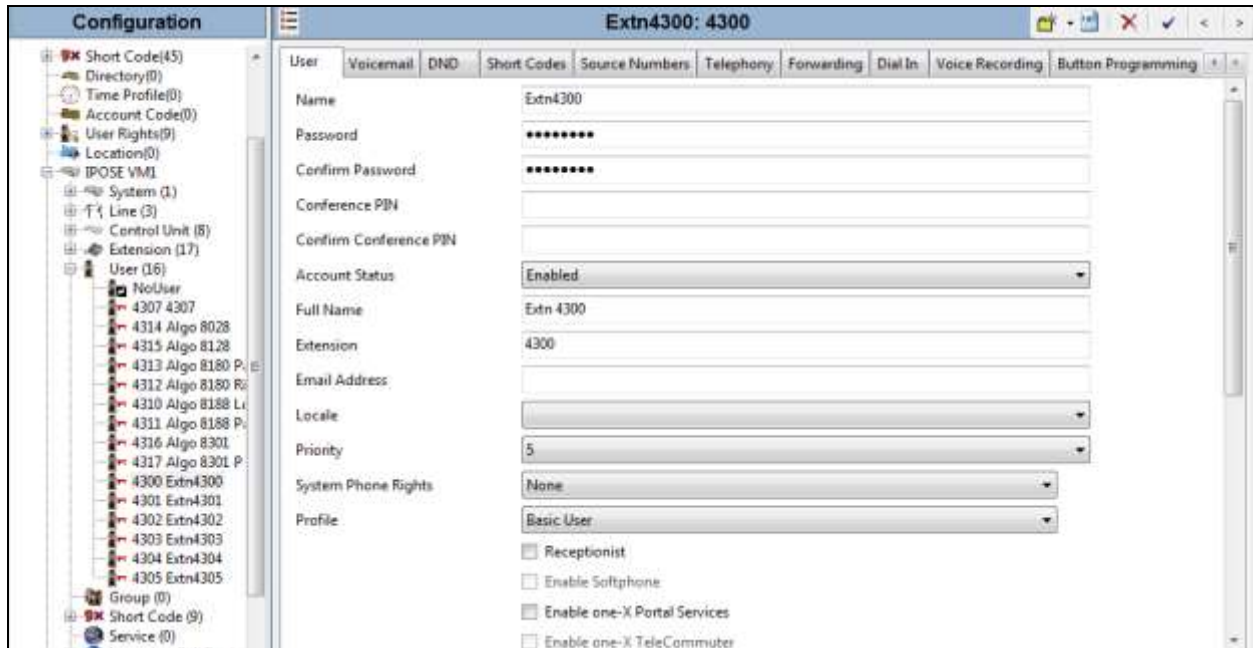 Configuration
Extn4300: 4300
Short Code(45)
Directory(0)
Time Profile(0)
Account Code(0)
User Rights(9)
Location(0)
IPOSE VM1
System (1)
Line (3)
Control Unit (8)
Extension (17)
User (16)
NoUser
4307 4307
4314 Algo 8028
4315 Algo 8128
4313 Algo 8180
4312 Algo 8180
4310 Algo 8188
4311 Algo 8188
4316 Algo 8301
4317 Algo 8301 P
4300 Extn4300
4301 Extn4301
4302 Extn4302
4303 Extn4303
4304 Extn4304
4305 Extn4305
Group (0)
Short Code (9)
Service (0)
User Voicemail DND Short Codes Source Numbers Telephony Forwarding Dial In Voice Recording Button Programming
Name Extn4300
Password ••••••••
Confirm Password ••••••••
Conference PIN
Confirm Conference PIN
Account Status Enabled
Full Name Extn 4300
Extension 4300
Email Address
Locale
Priority 5
System Phone Rights None
Profile Basic User
Receptionist
Enable Softphone
Enable one-X Portal Services
Enable one-X TeleCommuter